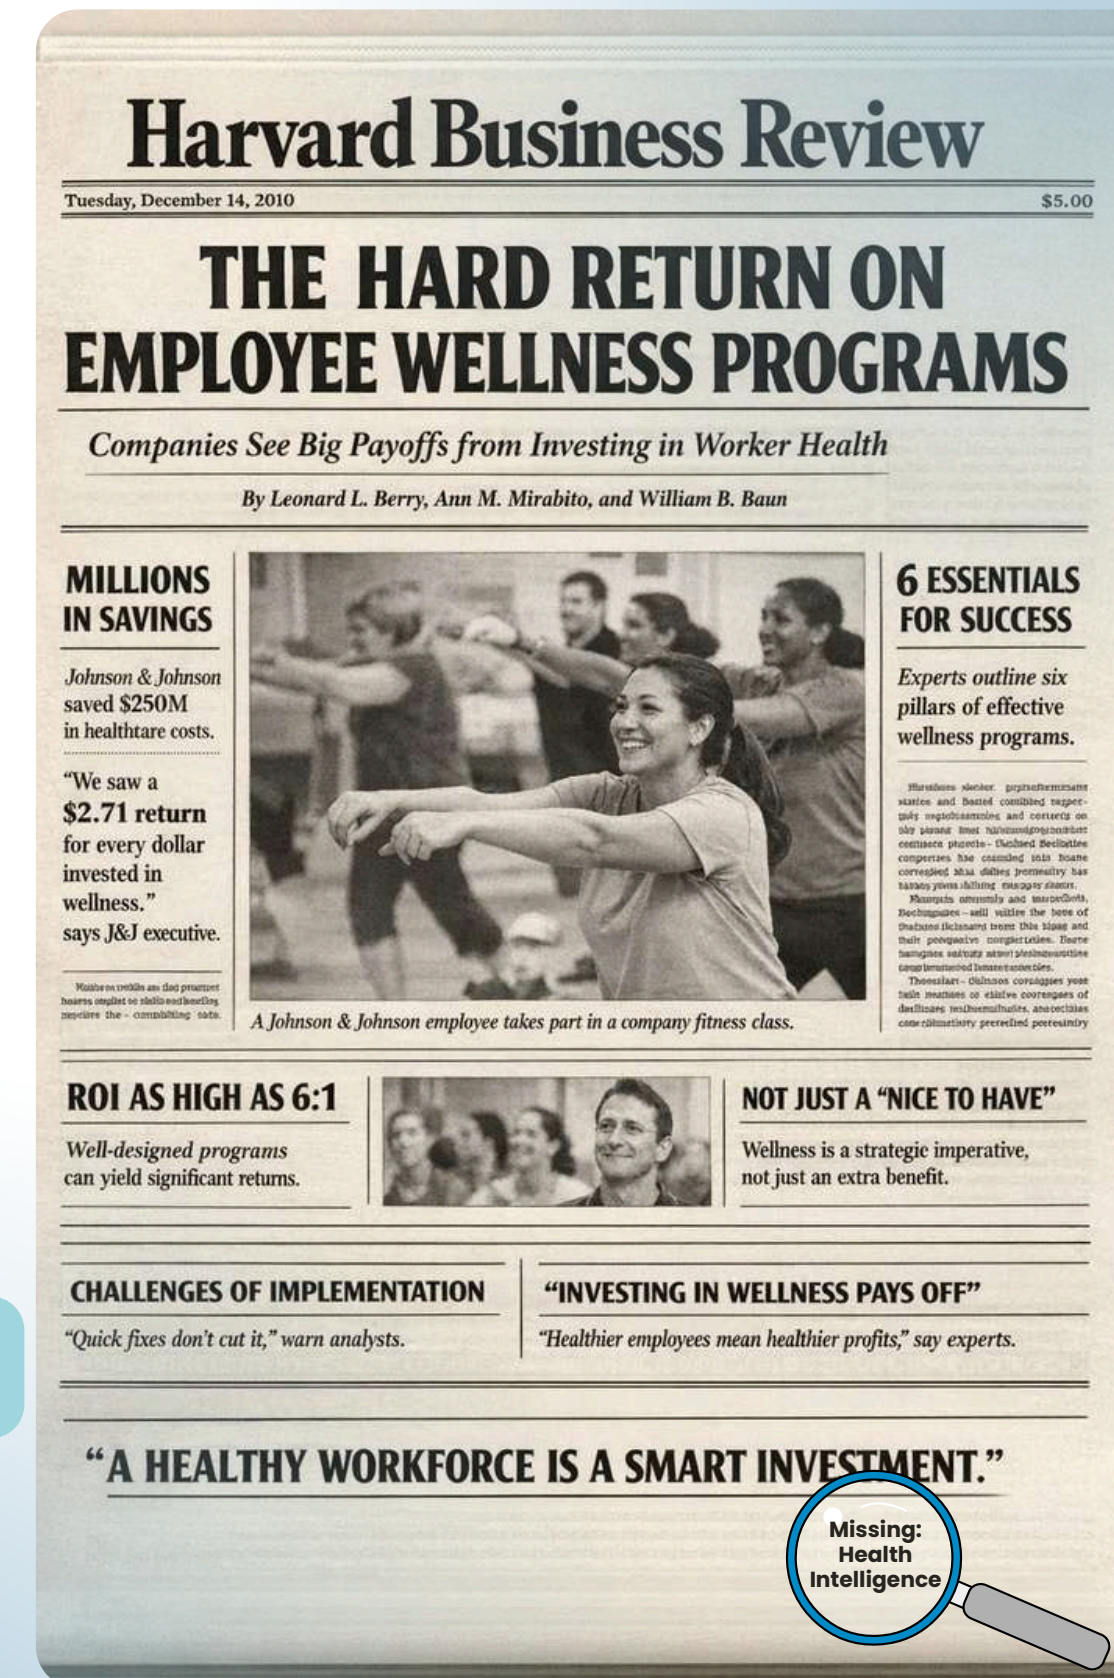 Harvard Business Review
Tuesday, December 14, 2010
$5.00
THE HARD RETURN ON
EMPLOYEE WELLNESS PROGRAMS
Companies See Big Payoffs from Investing in Worker Health
By Leonard L. Berry, Ann M. Mirabito, and William B. Baun
MILLIONS
IN SAVINGS
Johnson & Johnson
saved $250M
in healthtare costs.
“We saw a
$2.71 return
for every dollar
invested in
wellness.”
says J&J executive.
A Johnson & Johnson employee takes part in a company fitness class.
6 ESSENTIALS
FOR SUCCESS
Experts outline six
pillars of effective
wellness programs.
ROI AS HIGH AS 6:1
Well-designed programs
can yield significant returns.
NOT JUST A “NICE TO HAVE”
Wellness is a strategic imperative,
not just an extra benefit.
CHALLENGES OF IMPLEMENTATION
“Quick fixes don’t cut it,” warn analysts.
“INVESTING IN WELLNESS PAYS OFF”
“Healthier employees mean healthier profits,” say experts.
“A HEALTHY WORKFORCE IS A SMART INVESTMENT.”
Missing:
Health
Intelligence